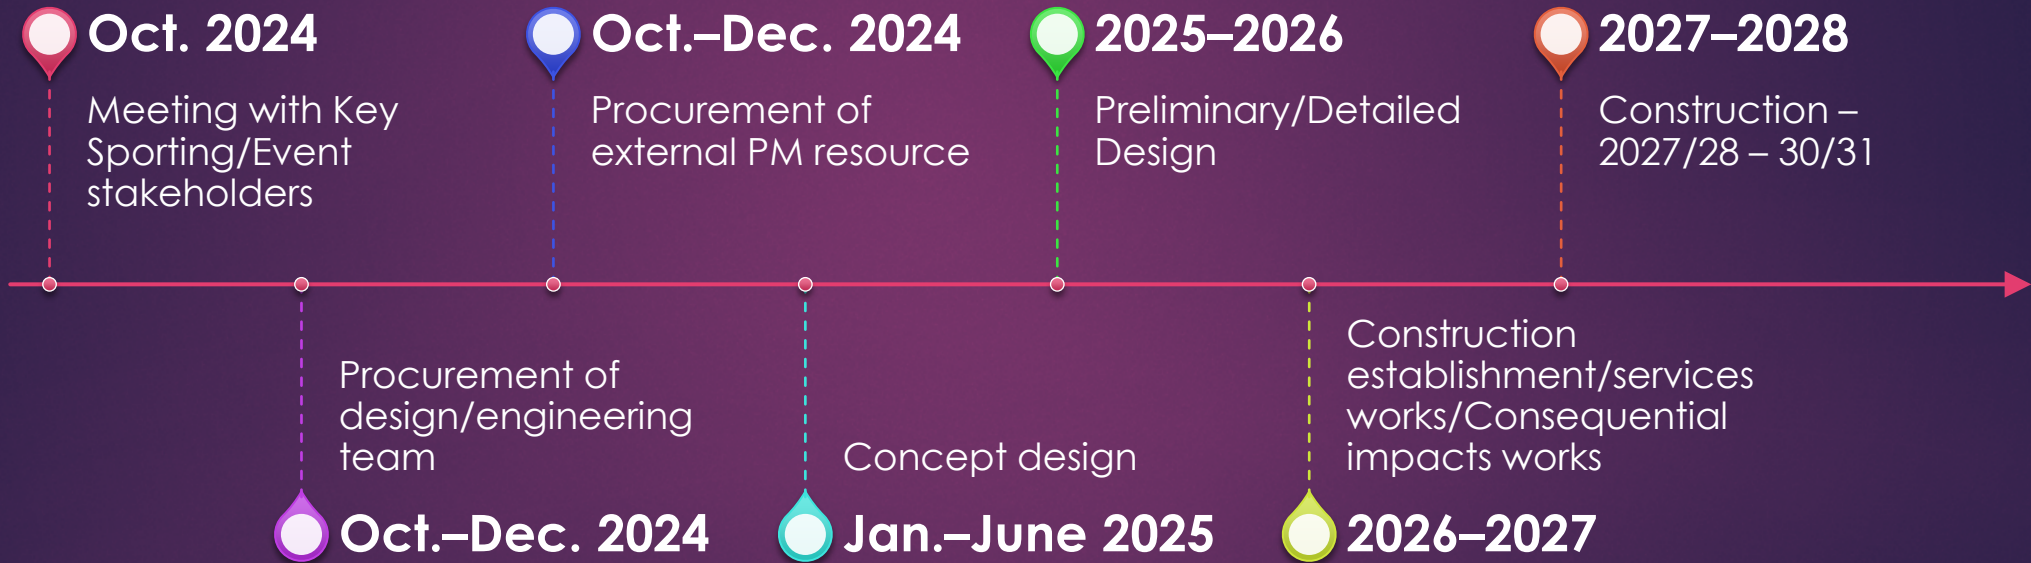 Oct. 2024
Meeting with Key
Sporting/Event
stakeholders
Procurement of
design/engineering
team
Oct.–Dec. 2024
Oct.–Dec. 2024
Procurement of
external PM resource
Concept design
Jan.–June 2025
2025–2026
Preliminary/Detailed
Design
Construction
establishment/services
works/Consequential
impacts works
2026–2027
2027–2028
Construction –
2027/28 – 30/31